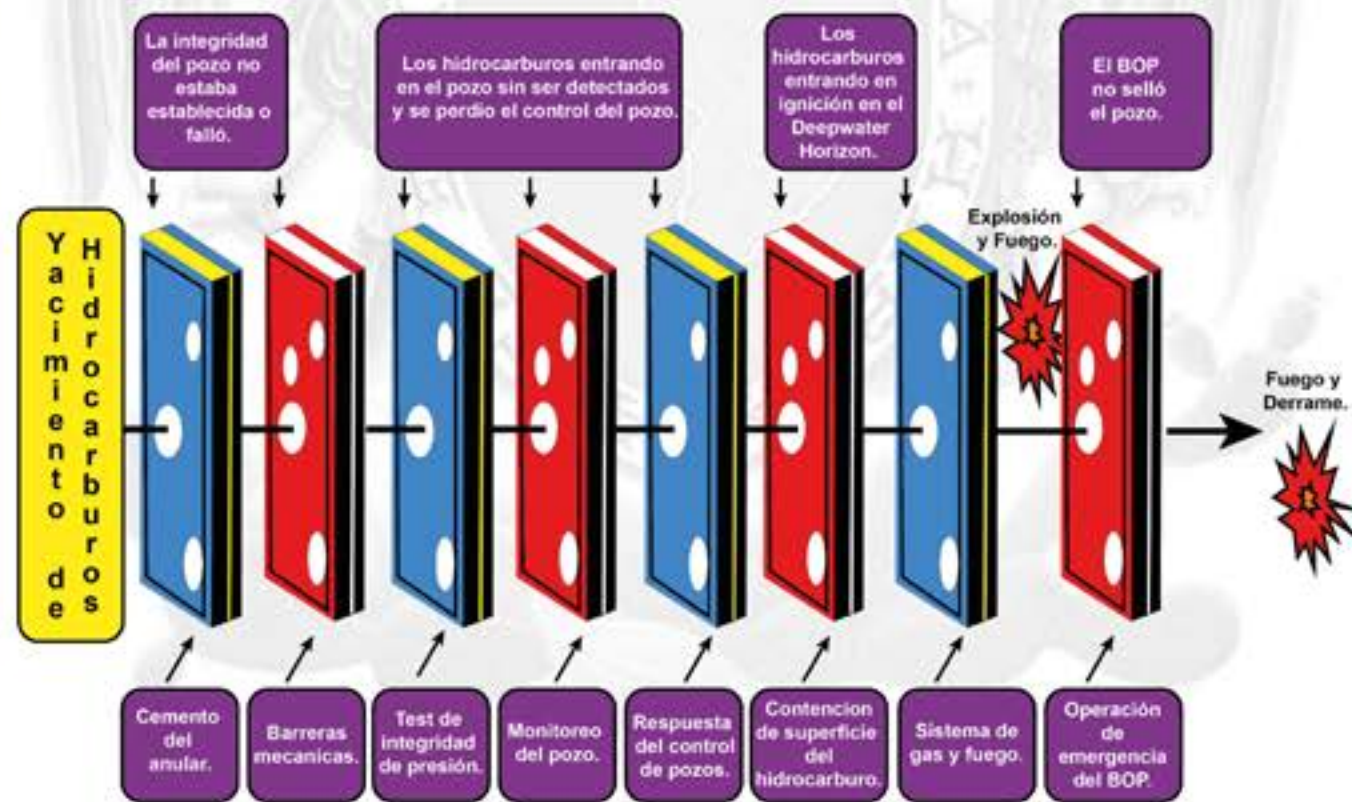 La integridad
del pozo no
estaba
establecida o
falló.
Los hidrocarburos entrando
en el pozo sin ser detectados
y se perdio el control del pozo.
Los
hidrocarburos
entrando en
ignición en el
Deepwater
Horizon.
El BOP
no selló
el pozo.
Yacimiento de
Hidrocarburos
Explosión
y Fuego.
Fuego y
Derrame.
Cemento
del
anular.
Barreras
mecanicas.
Test de
integridad
de presión.
Monitoreo
del pozo.
Respuesta
del control
de pozos.
Contencion
de superficie
del
hidrocarburo.
Sistema de
gas y fuego.
Operación
de
emergencia
del BOP.